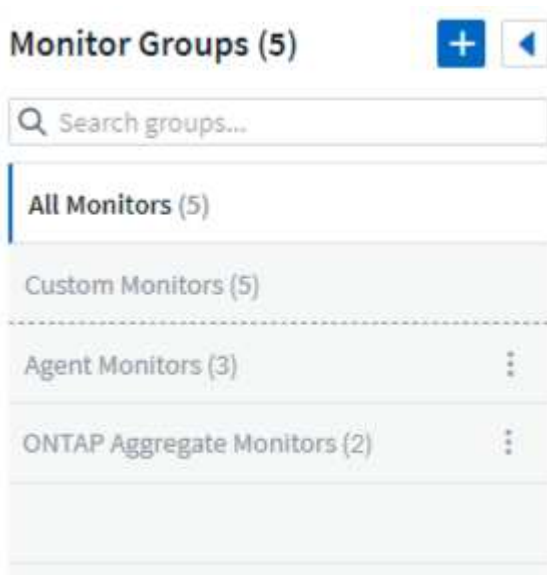 Monitor Groups (5)
+
Search groups...
All Monitors (5)
Custom Monitors (5)
Agent Monitors (3)
ONTAP Aggregate Monitors (2)